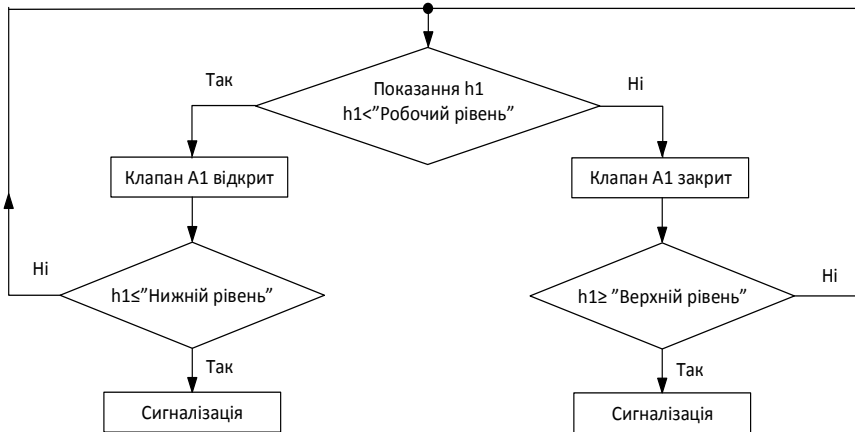 Показання h1
h1<”Робочий рівень”
Так
Ні
Клапан А1 відкрит
Клапан А1 закрит
Ні
h1≤”Нижній рівень”
h1≥ ”Верхній рівень”
Ні
Так
Так
Сигналізація
Сигналізація